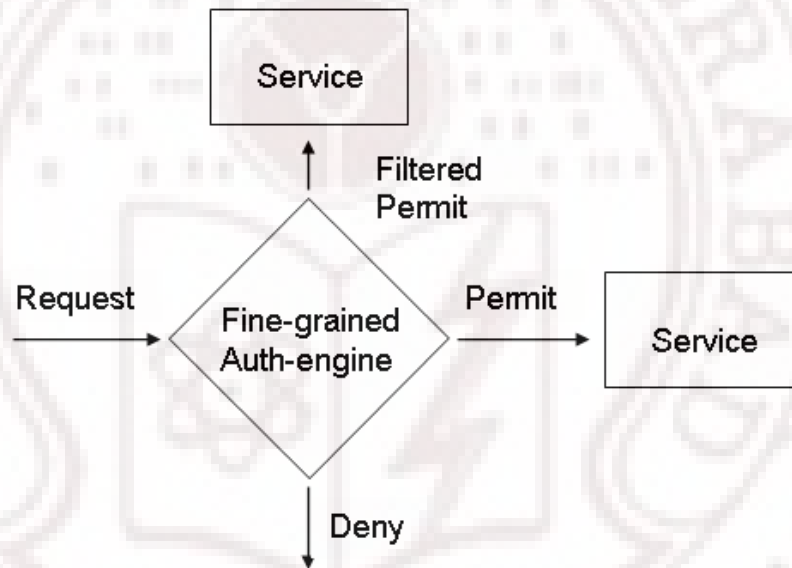 Service
Filtered
Permit
Request
Permit
Fine-grained
Auth-engine
Service
Deny